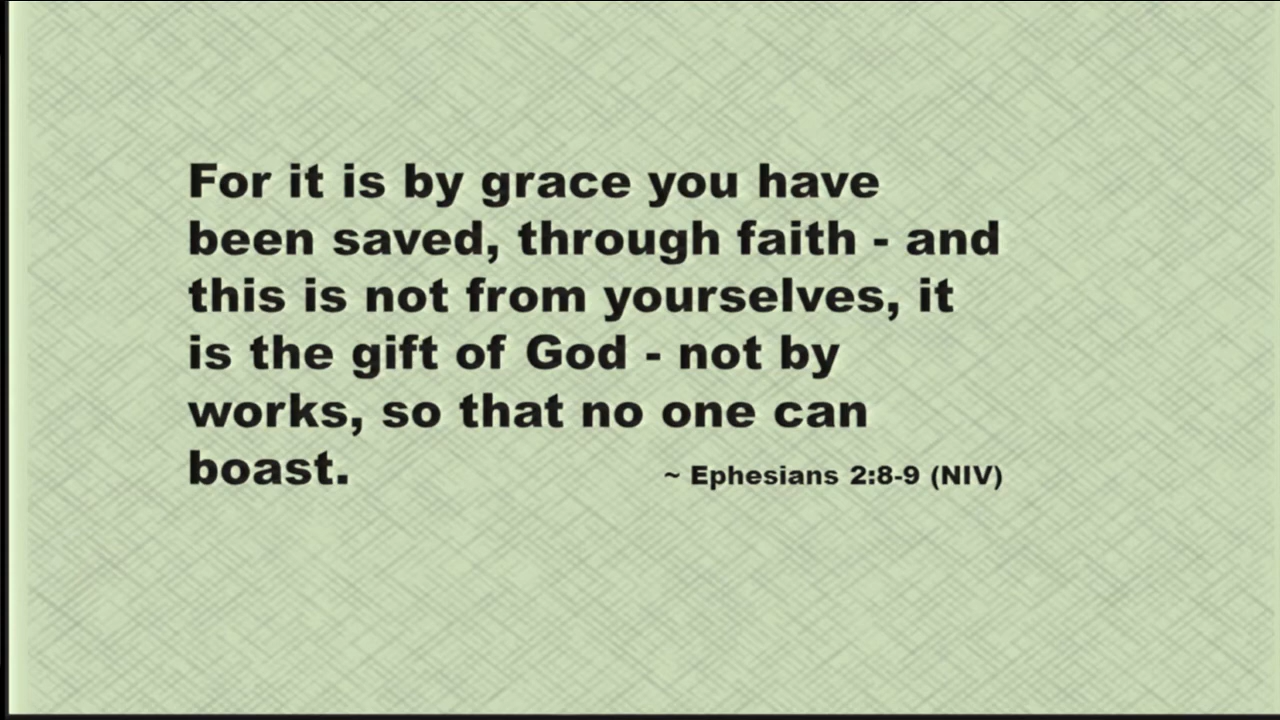 For it is by grace you have
been saved, through faith - and
this is not from yourselves, it
is the gift of God - not by
works, so that no one can
boast. ~ Ephesians 2:8-9 (NIV)